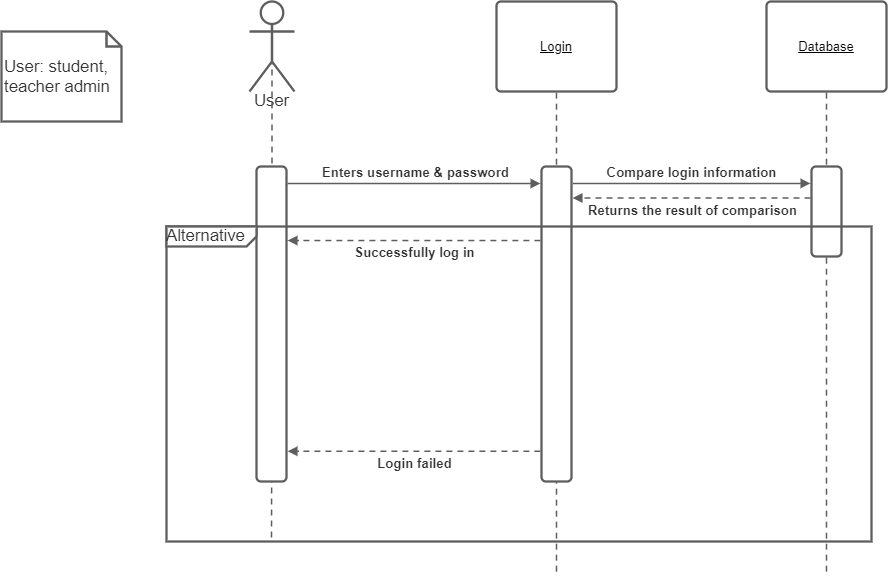 User: student,
teacher admin
User
Login
Database
Enters username & password
Compare login information
Returns the result of comparison
Alternative
Successfully log in
Login failed